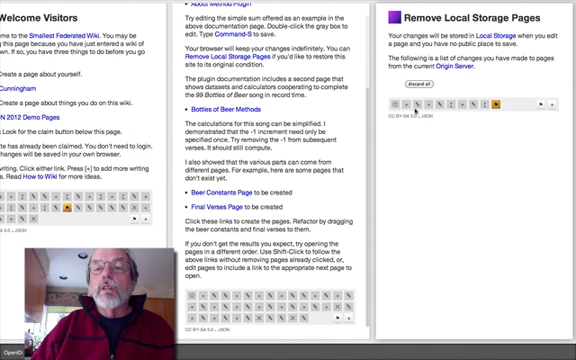 Welcome Visitors
ome to the Smallest Federated Wiki. You may be
g this page because you have just entered a wiki of
n. If so, you have three things to do before you go
Create a page about yourself.
Cunningham
Create a page about things you do on this wiki.
N 2012 Demo Pages
Look for the claim button below this page.
ite has already been claimed. You don't need to login.
hanges will be saved in your own browser.
writing. Click either link. Press [+] to add more writing
es. Read How to Wiki for more ideas.
OpenID:
About Method Plugin
Try editing the simple sum offered as an example in the
above documentation page. Double-click the gray box to
edit. Type Command-S to save.
Your browser will keep your changes indefinitely. You can
Remove Local Storage Pages if you'd like to restore this
site to its original condition.
The plugin documentation includes a second page that
shows datasets and calculators cooperating to complete
the 99 Bottles of Beer song in record time.
• Bottles of Beer Methods
The calculations for this song can be simplified. I
demonstrated that the -1 increment need only be
specified once. Try removing the -1 from subsequent
verses. It should still compute.
I also showed that the various parts can come from
different pages. For example, here are some pages that
don't yet exist.
• Beer Constants Page to be created
• Final Verses Page to be created
Click these links to create the pages. Refactor by dragging
the beer constants and final verses to them.
If you don't get the results you expect, try opening the
pages in a different order. Use Shift-Click to follow the
above links without removing pages already clicked, or,
edit pages to include a link to the appropriate next page to
open.
CC BY-SA 3.0 . JSON
Remove Local Storage Pages
Your changes will be stored in Local Storage when you edit
a page and you have no public place to save.
The following is a list of changes you have made to pages
from the current Origin Server.
discard all
CC BY-SA 3.0 . JSON